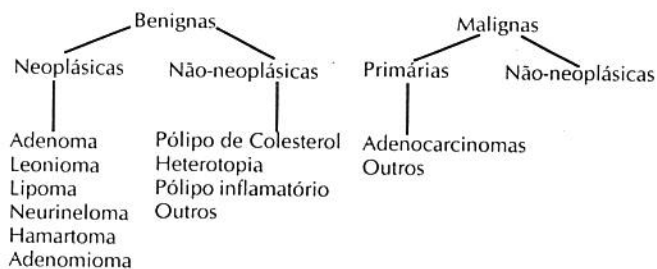 Benignas
Malignas
Neoplásicas
Não-neoplásicas
Primárias
Não-neoplásicas
Adenoma
Leonioma
Lipoma
Neurineloma
Hamartoma
Adenomioma
Pólipo de Colesterol
Heterotopia
Pólipo inflamatório
Outros
Adenocarcinomas
Outros